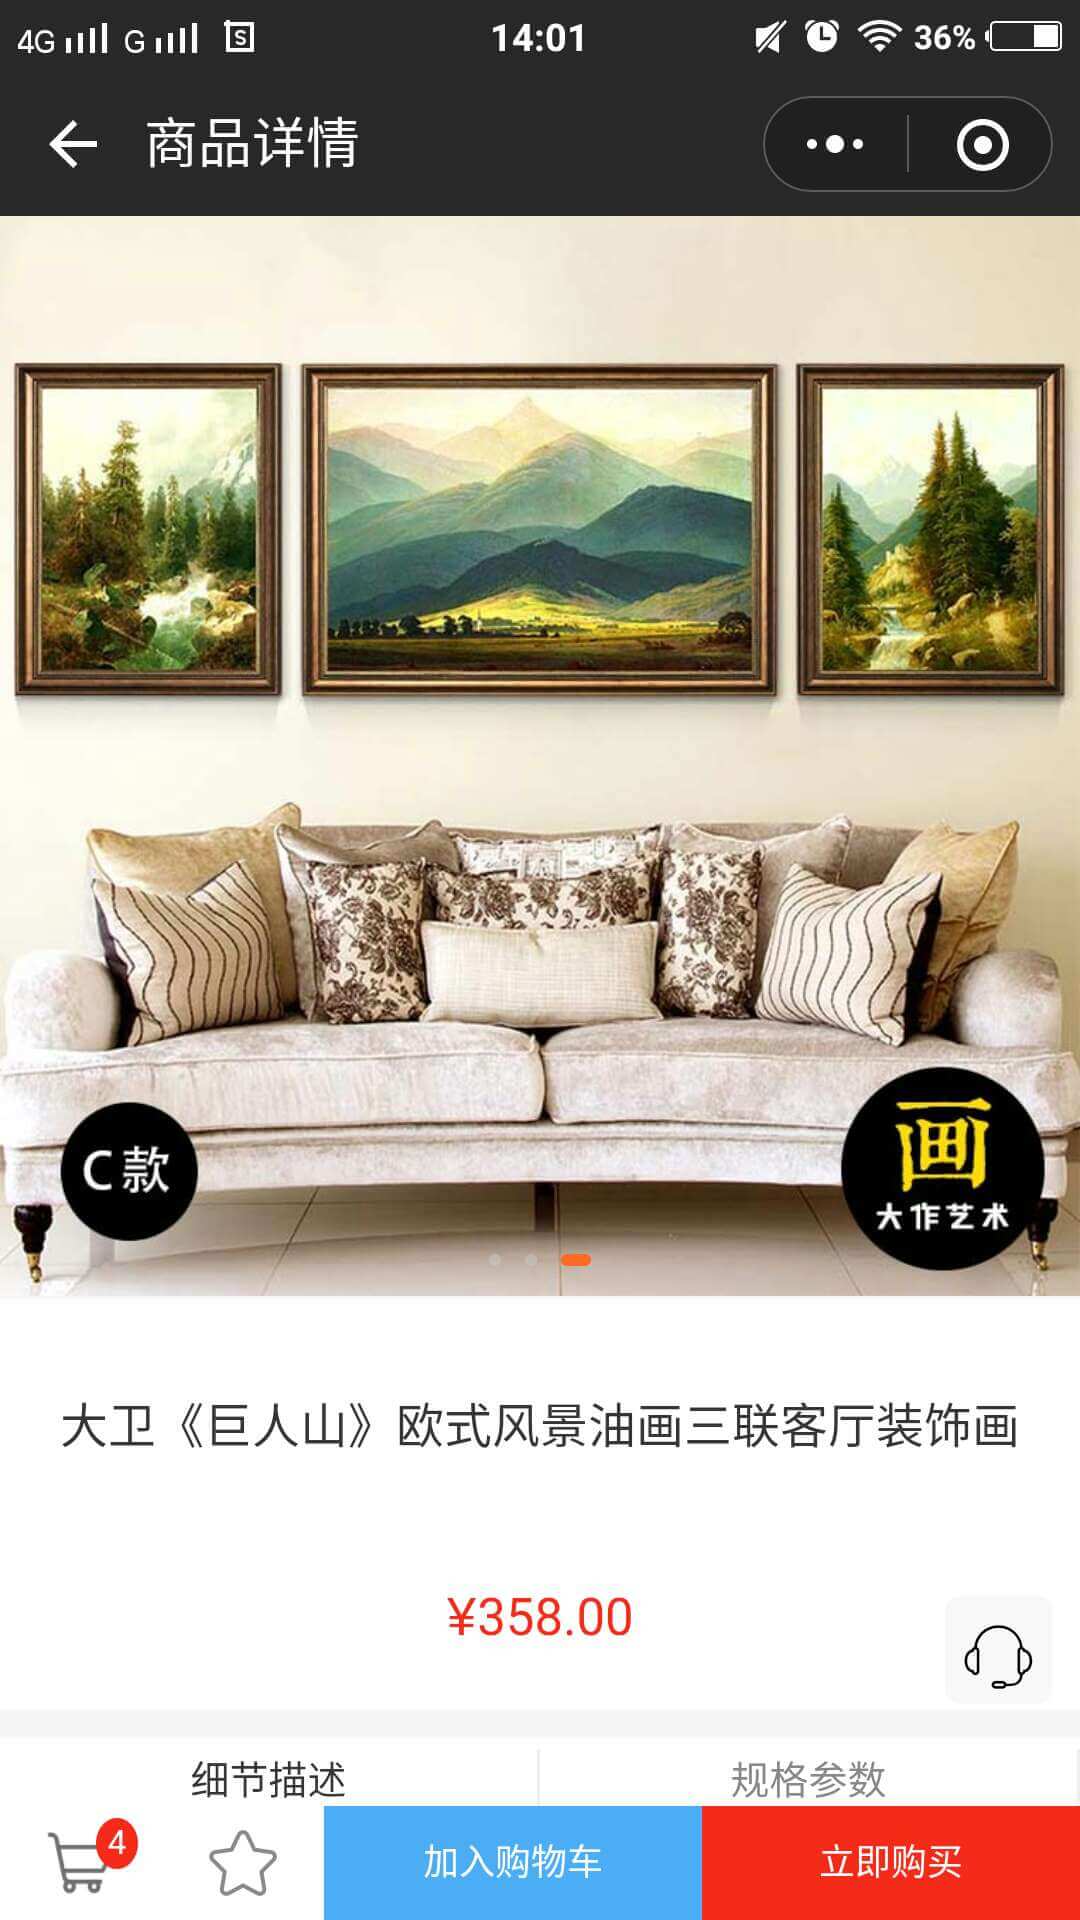 4G G S 14:01 36%
商品详情
C款
画
大作艺术
大卫《巨人山》欧式风景油画三联客厅装饰画
¥358.00
细节描述 规格参数
4 加入购物车 立即购买